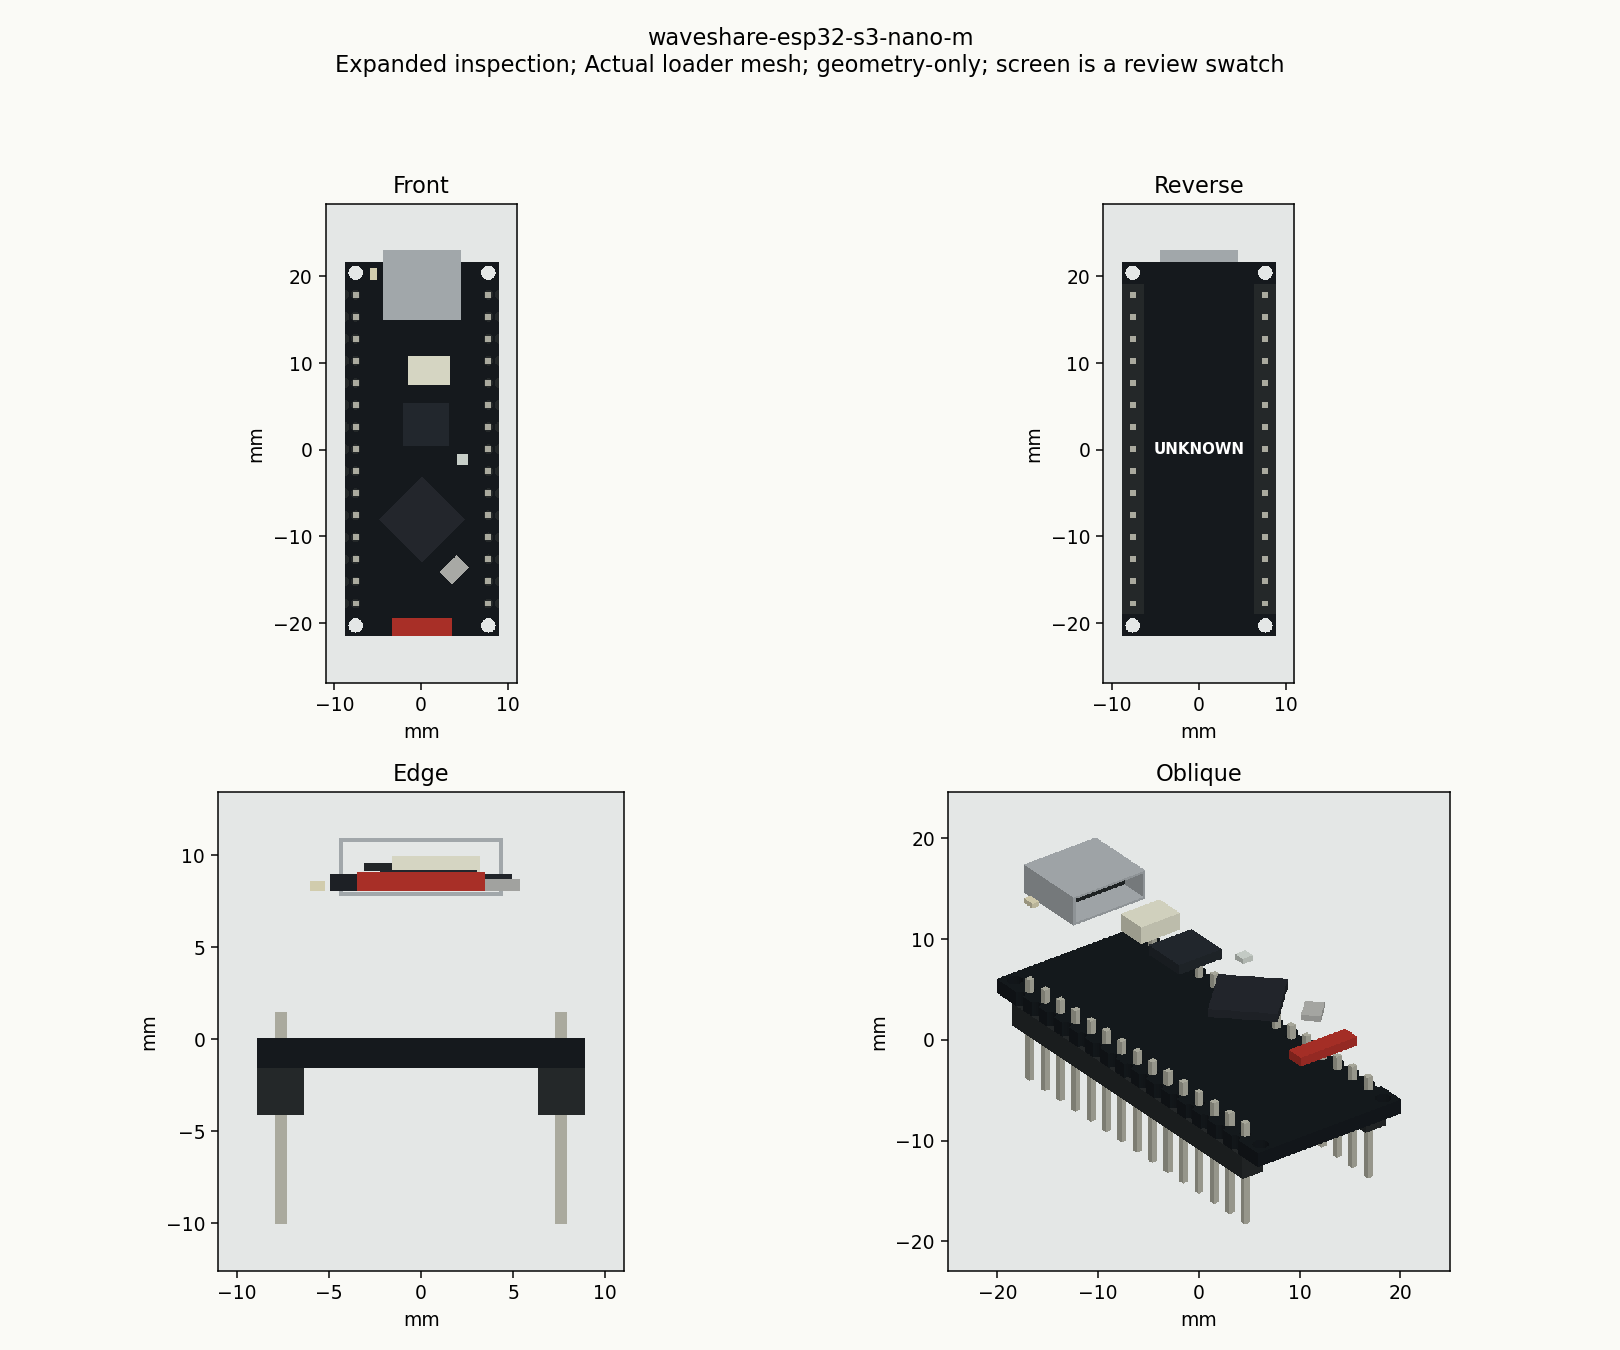 waveshare-esp32-s3-nano-m
Expanded inspection; Actual loader mesh; geometry-only; screen is a review swatch
Front
20
10
0
−10
−20
mm
−10 0 10
mm
Reverse
20
10
0
−10
−20
mm
UNKNOWN
−10 0 10
mm
Edge
10
5
0
−5
−10
mm
−10 −5 0 5 10
mm
Oblique
20
10
0
−10
−20
mm
−20 −10 0 10 20
mm